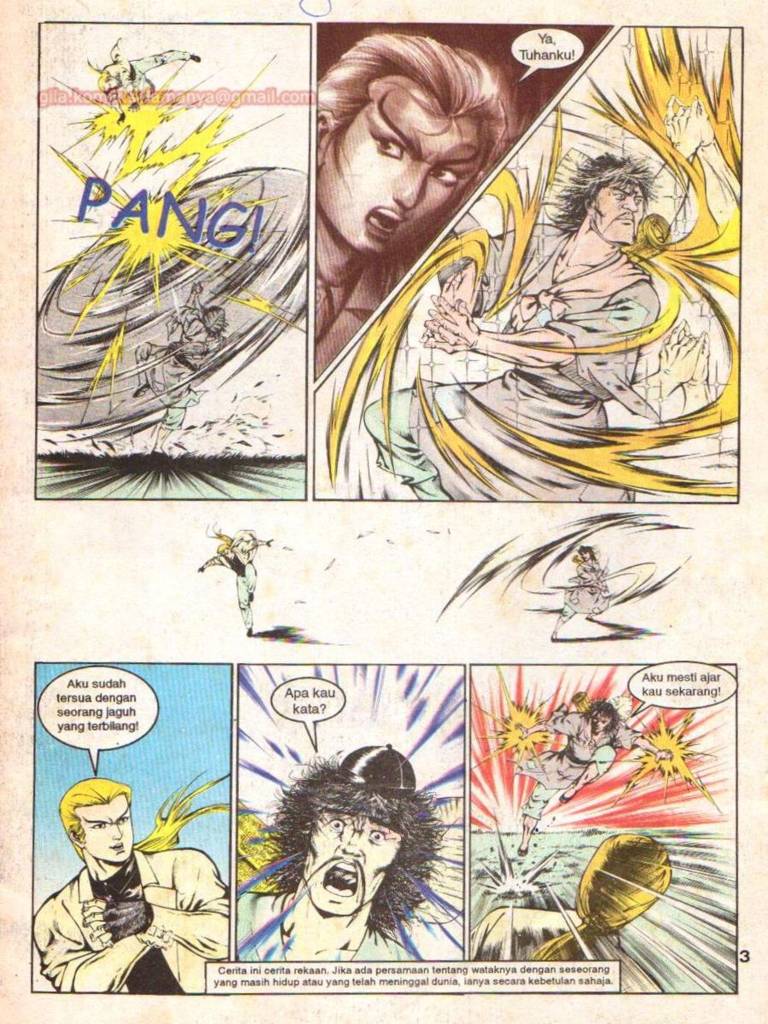 gila.komik
PANG!
Ya,
Tuhanku!
Aku sudah
tersua dengan
seorang jaguh
yang terbilang!
Apa kau
kata?
Aku mesti ajar
kau sekarang!
Cerita ini cerita rekaan. Jika ada persamaan tentang wataknya dengan seseorang
yang masih hidup atau yang telah meninggal dunia, ianya secara kebetulan sahaja.
3